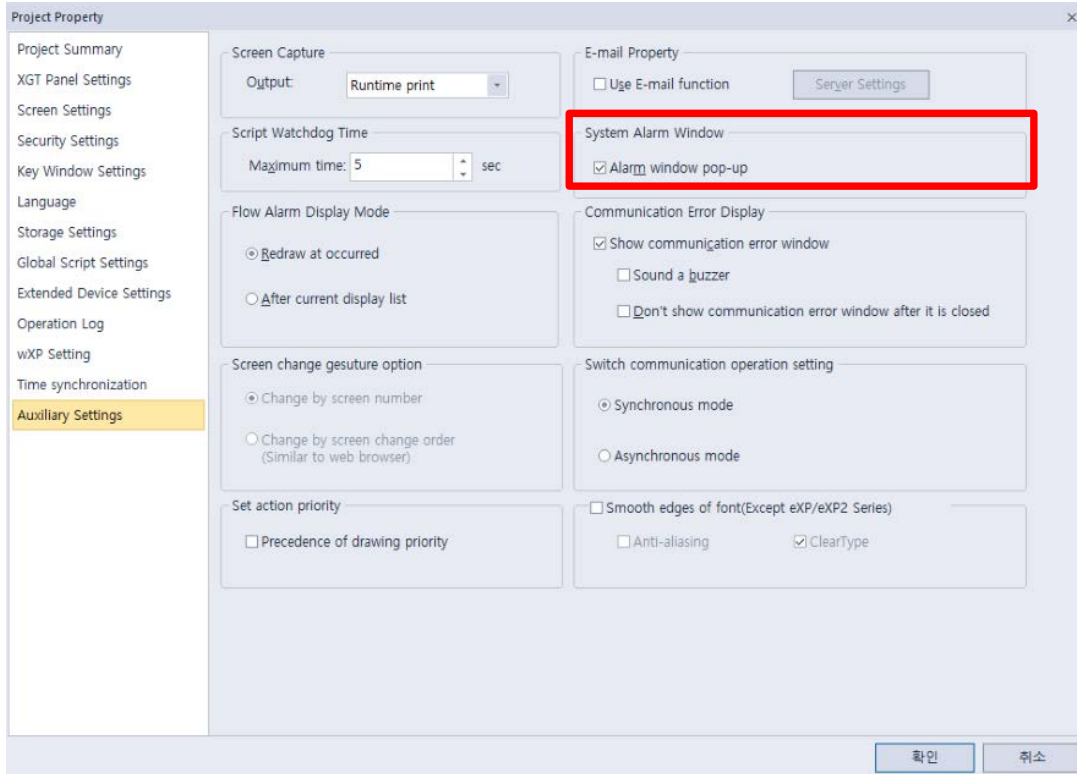 Project Property
Project Summary
XGT Panel Settings
Screen Settings
Security Settings
Key Window Settings
Language
Storage Settings
Global Script Settings
Extended Device Settings
Operation Log
wXP Setting
Time synchronization
Auxiliary Settings
Screen Capture
Output:
Runtime print
Script Watchdog Time
Maximum time:
5
sec
Flow Alarm Display Mode
Redraw at occurred
After current display list
Screen change gesuture option
Change by screen number
Change by screen change order
(Similar to web browser)
Set action priority
Precedence of drawing priority
E-mail Property
Use E-mail function
Server Settings
System Alarm Window
Alarm window pop-up
Communication Error Display
Show communication error window
Sound a buzzer
Don't show communication error window after it is closed
Switch communication operation setting
Synchronous mode
Asynchronous mode
Smooth edges of font(Except eXP/eXP2 Series)
Anti-aliasing
ClearType
확인
취소